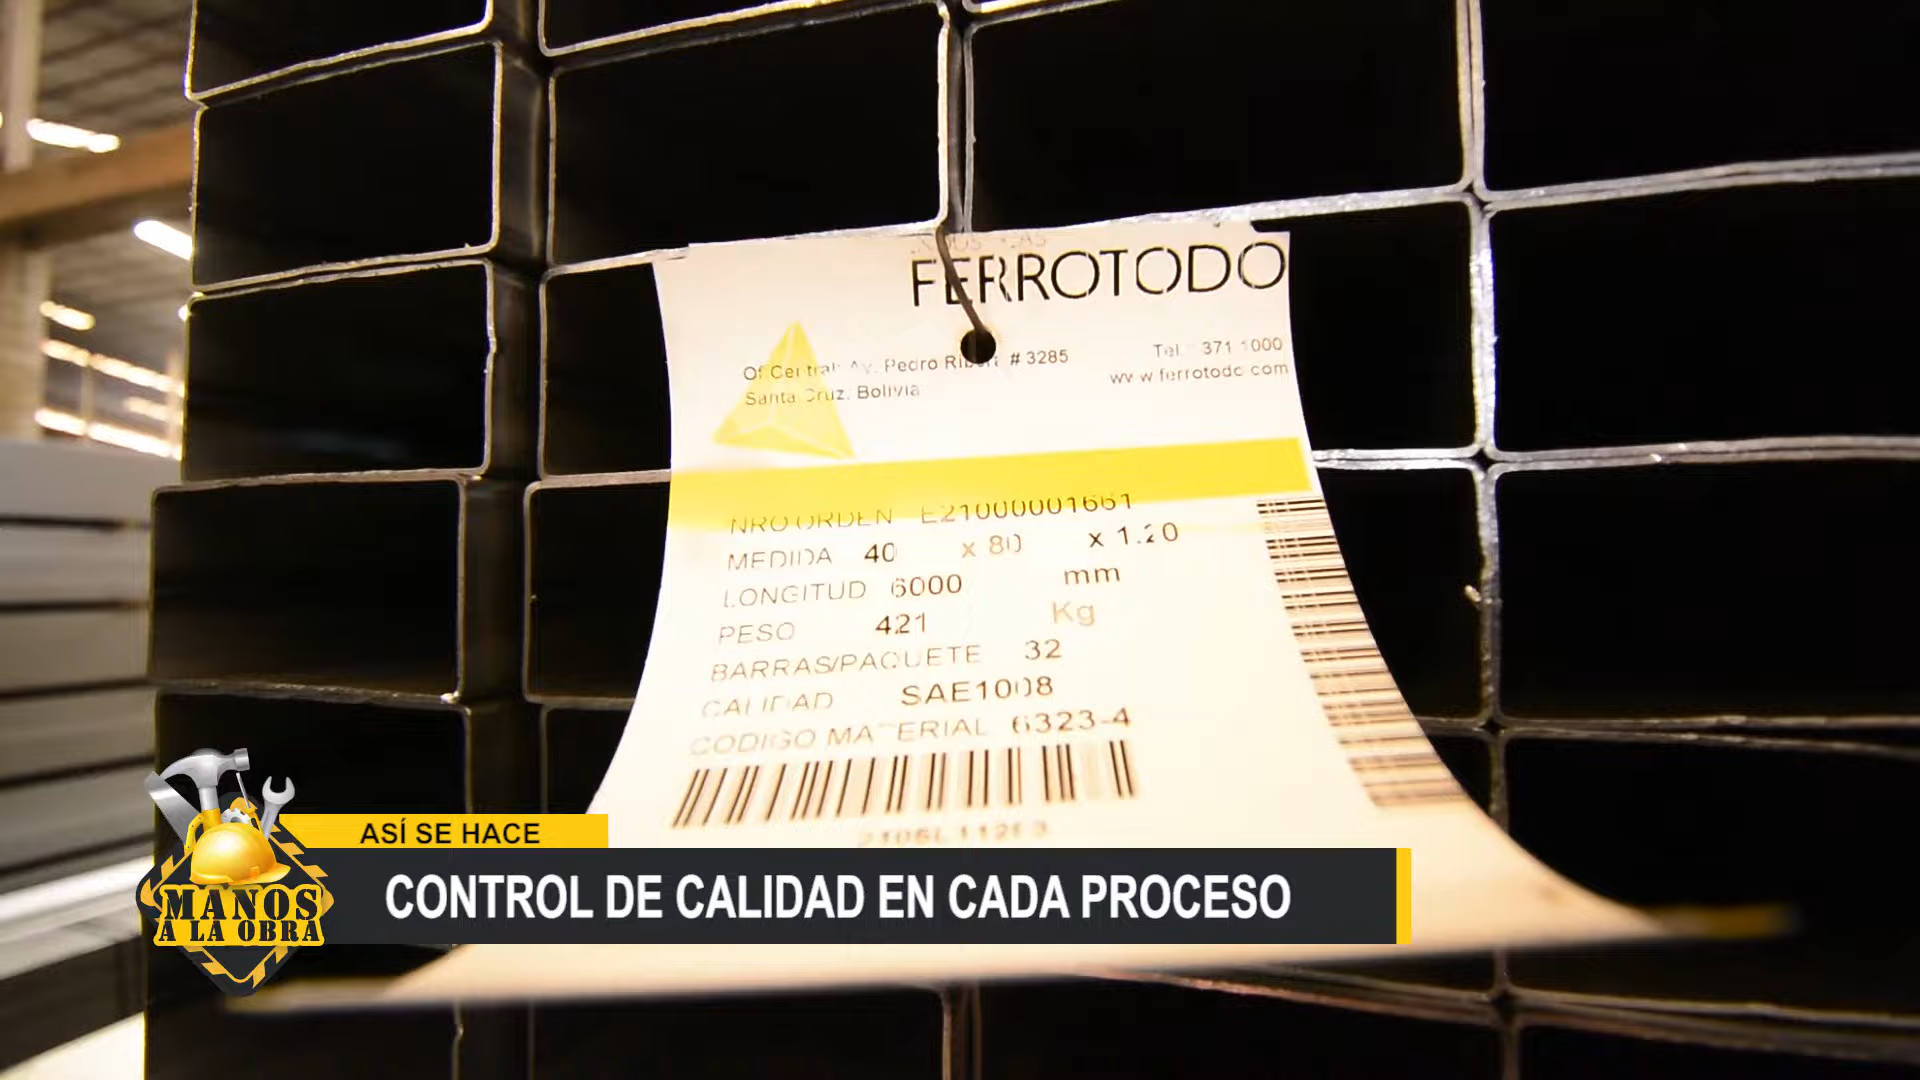 FERROTODO
Of Central: Av. Pedro # 3285
Santa Cruz, Bolivia
Tel. 371 1000
www.ferrotodo.com
NRO ORDEN E21000001661
MEDIDA 40 x 80 x 1.20
LONGITUD 6000 mm
PESO 421 Kg
BARRAS/PAQUETE 32
CALIDAD SAE1008
CODIGO MATERIAL 6323-4
ASÍ SE HACE
CONTROL DE CALIDAD EN CADA PROCESO
MANOS
A LA OBRA